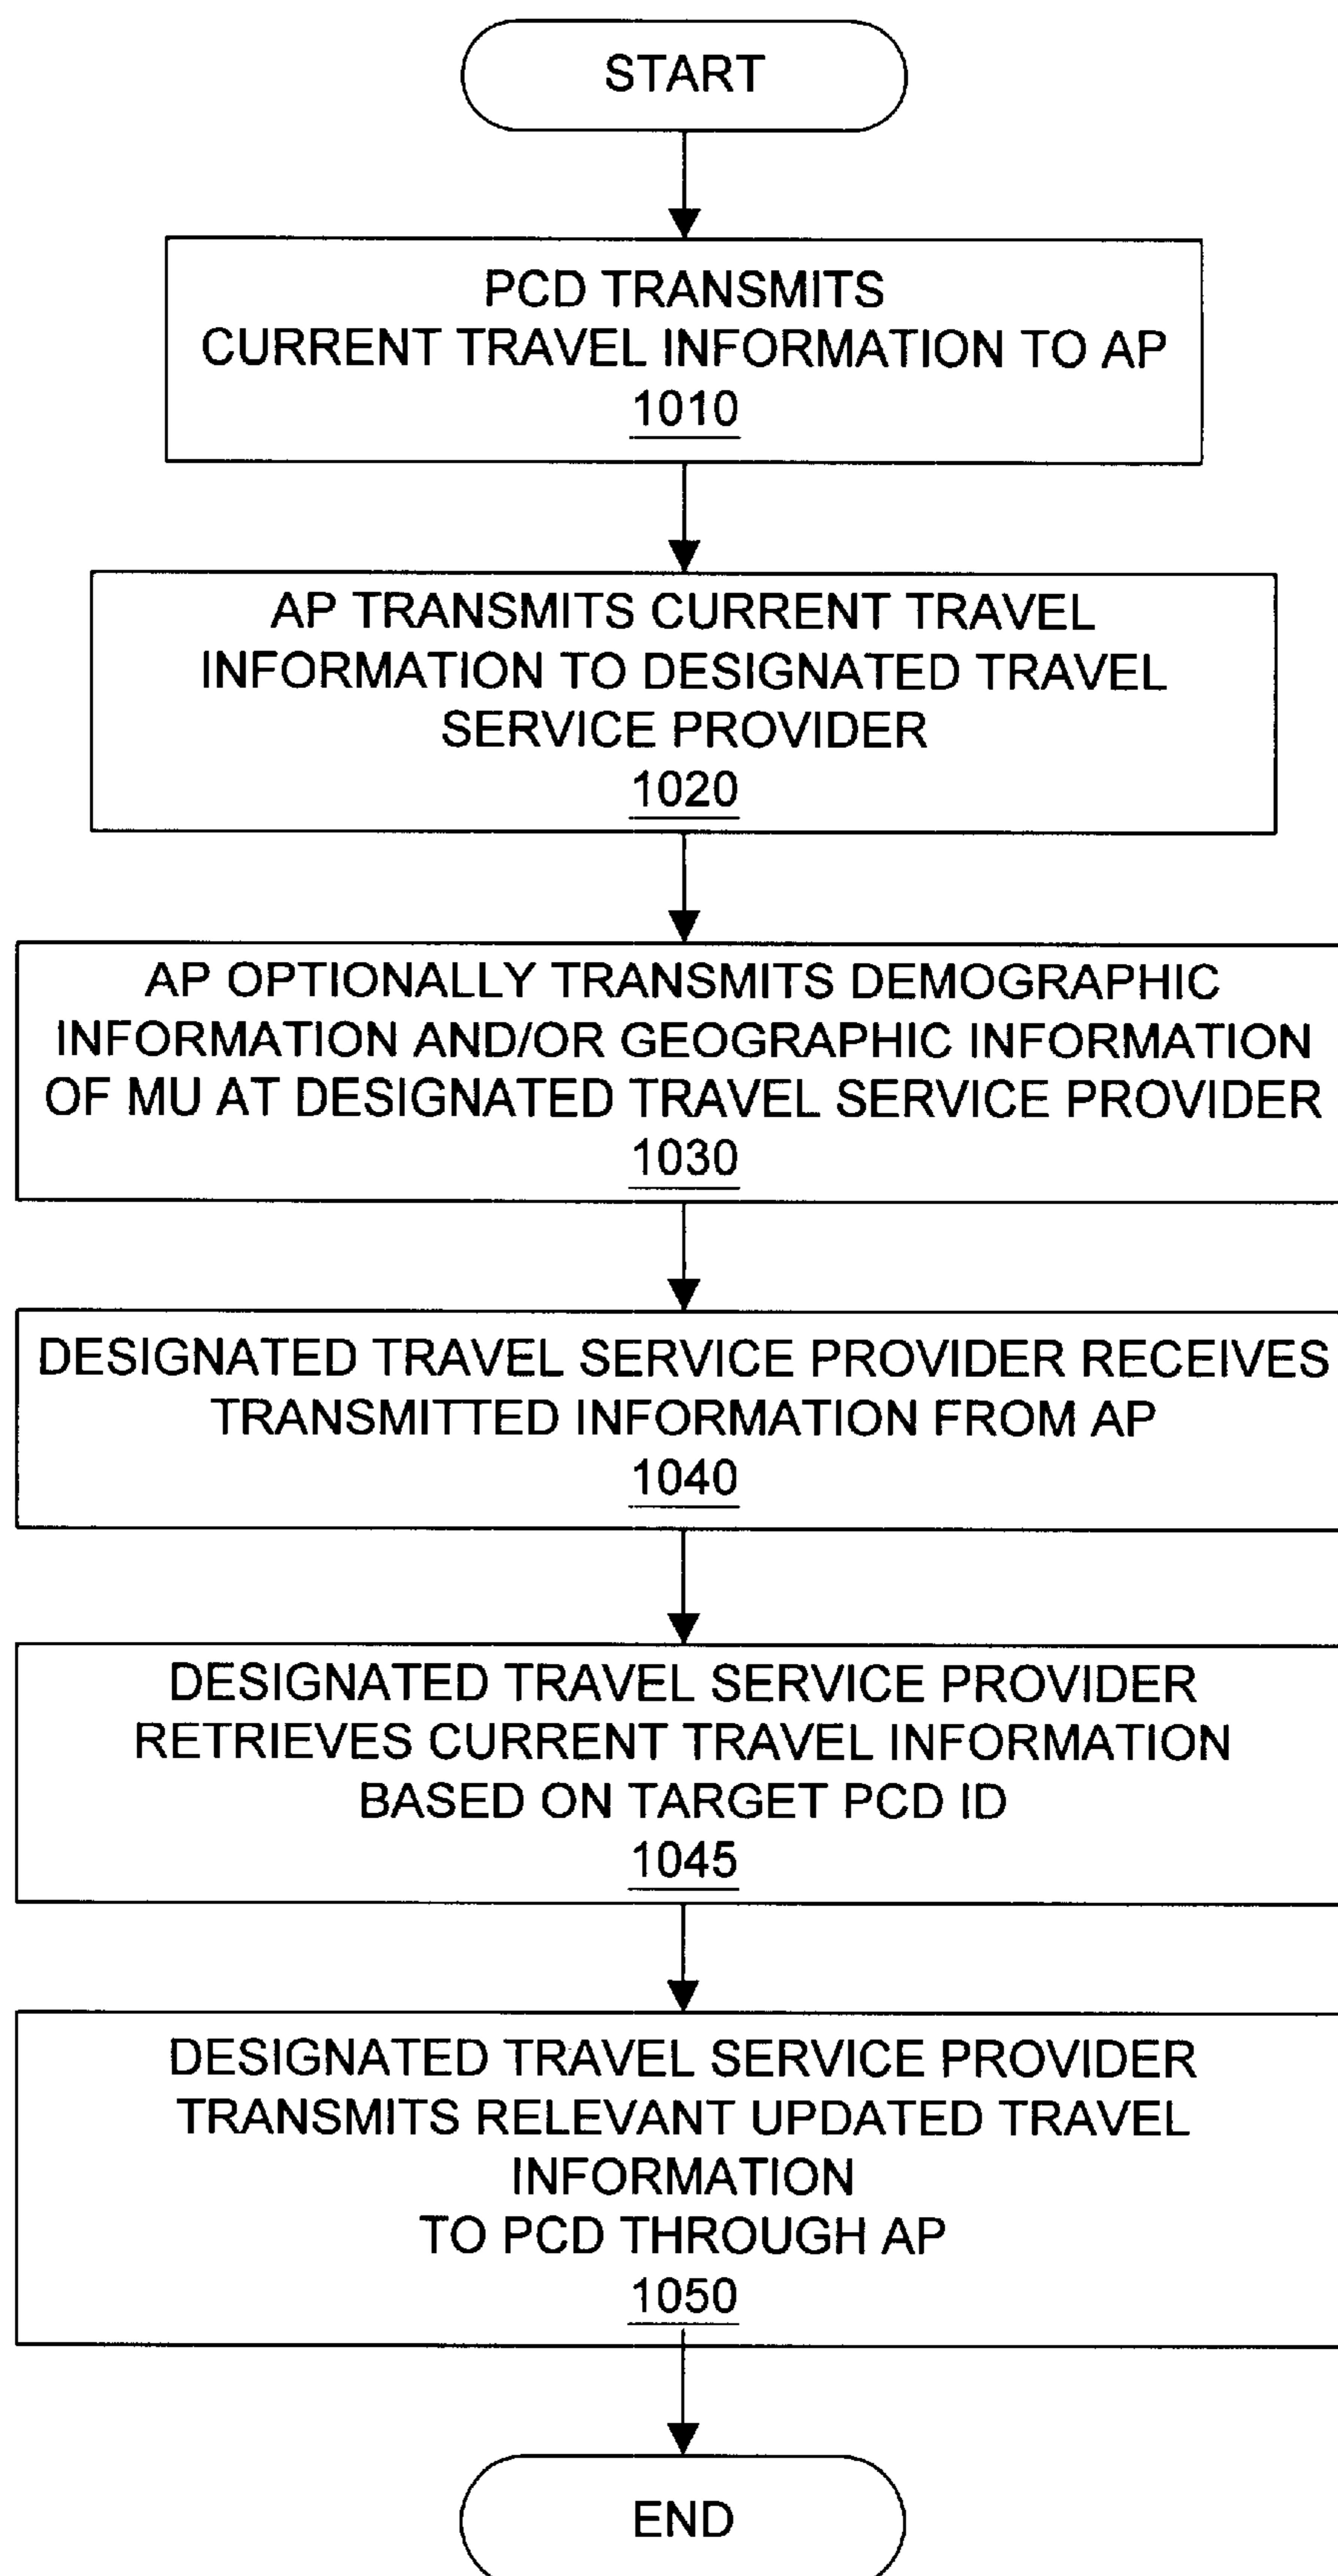 START
PCD TRANSMITS
CURRENT TRAVEL INFORMATION TO AP
1010
AP TRANSMITS CURRENT TRAVEL
INFORMATION TO DESIGNATED TRAVEL
SERVICE PROVIDER
1020
AP OPTIONALLY TRANSMITS DEMOGRAPHIC
INFORMATION AND/OR GEOGRAPHIC INFORMATION
OF MU AT DESIGNATED TRAVEL SERVICE PROVIDER
1030
DESIGNATED TRAVEL SERVICE PROVIDER RECEIVES
TRANSMITTED INFORMATION FROM AP
1040
DESIGNATED TRAVEL SERVICE PROVIDER
RETRIEVES CURRENT TRAVEL INFORMATION
BASED ON TARGET PCD ID
1045
DESIGNATED TRAVEL SERVICE PROVIDER
TRANSMITS RELEVANT UPDATED TRAVEL
INFORMATION
TO PCD THROUGH AP
1050
END